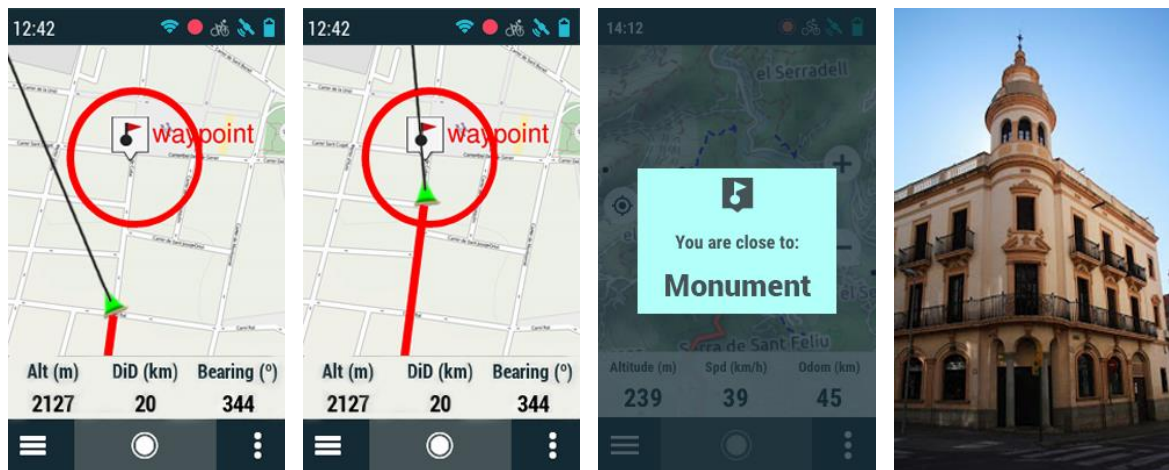 12:42
waypoint
Alt (m) DiD (km) Bearing (º)
2127 20 344
12:42
waypoint
Alt (m) DiD (km) Bearing (º)
2127 20 344
14:12
el Serradell
You are close to:
Monument
Serra de Sant Feliu
Altitude (m) Spd (km/h) Odom (km)
239 39 45